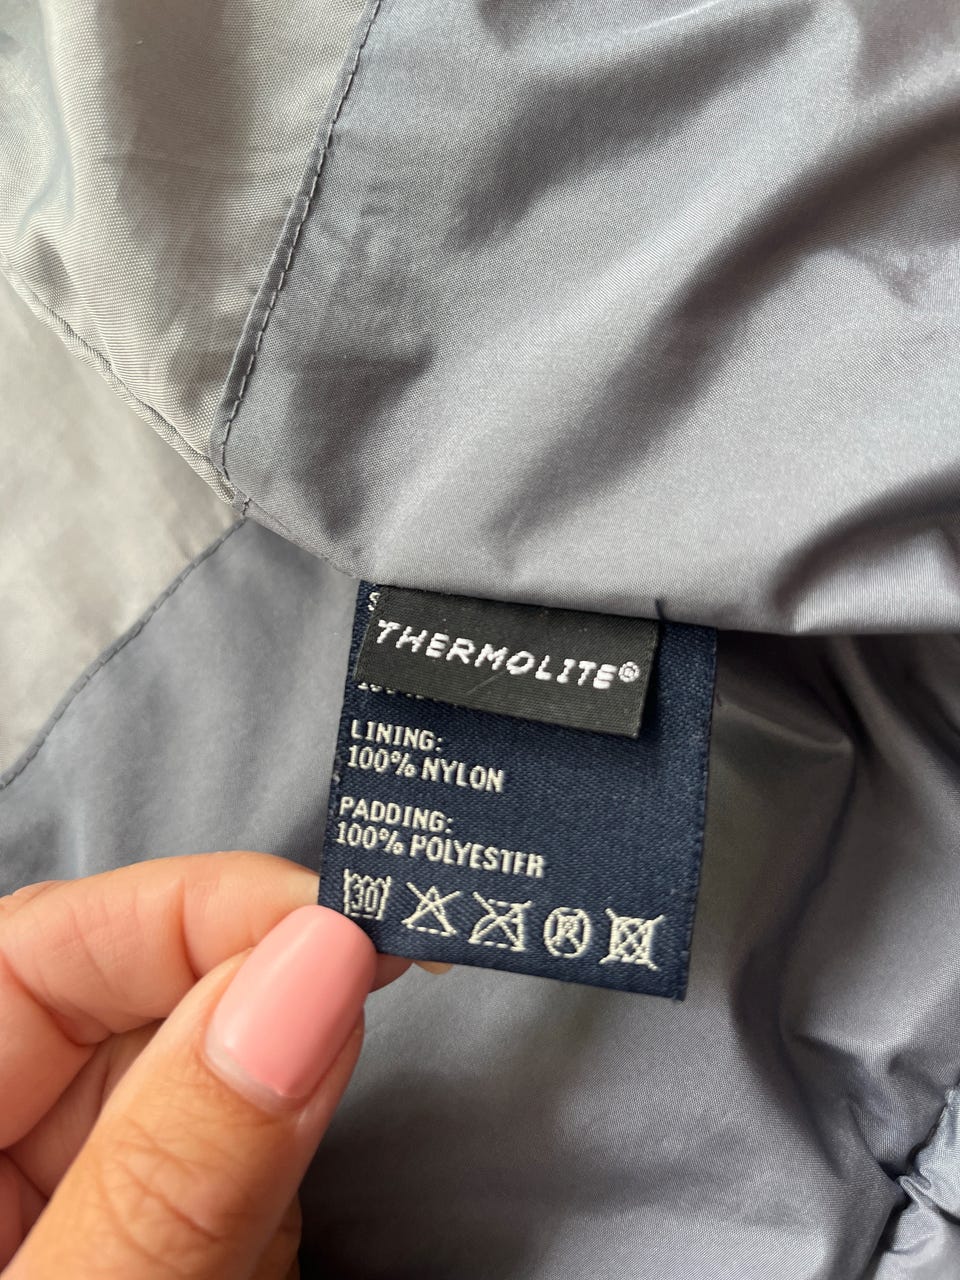 THERMOLITE®
LINING:
100% NYLON
PADDING:
100% POLYESTER
30